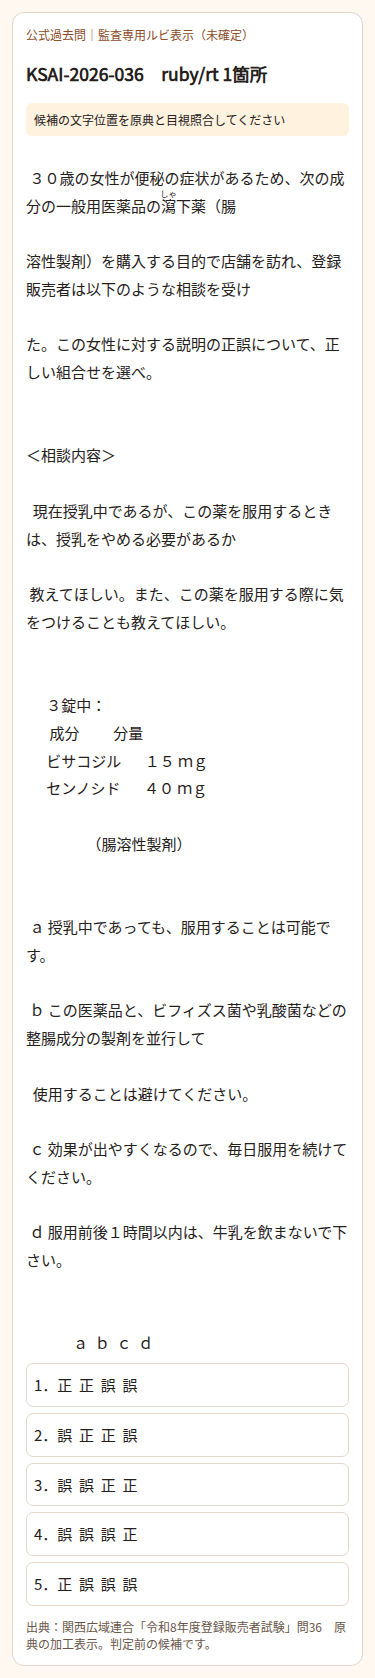 公式過去問｜監査専用ルビ表示（未確定）
KSAI-2026-036　ruby/rt 1箇所
候補の文字位置を原典と目視照合してください
３０歳の女性が便秘の症状があるため、次の成
しゃ
分の一般用医薬品の瀉下薬（腸
溶性製剤）を購入する目的で店舗を訪れ、登録
販売者は以下のような相談を受け
た。この女性に対する説明の正誤について、正
しい組合せを選べ。
＜相談内容＞
現在授乳中であるが、この薬を服用するとき
は、授乳をやめる必要があるか
教えてほしい。また、この薬を服用する際に気
をつけることも教えてほしい。
３錠中：
成分　　分量
ビサコジル　１５ｍｇ
センノシド　４０ｍｇ
（腸溶性製剤）
ａ 授乳中であっても、服用することは可能で
す。
ｂ この医薬品と、ビフィズス菌や乳酸菌などの
整腸成分の製剤を並行して
使用することは避けてください。
ｃ 効果が出やすくなるので、毎日服用を続けて
ください。
ｄ 服用前後１時間以内は、牛乳を飲まないで下
さい。
ａ ｂ ｃ ｄ
1. 正 正 誤 誤
2. 誤 正 正 誤
3. 誤 誤 正 正
4. 誤 誤 誤 正
5. 正 誤 誤 誤
出典：関西広域連合「令和8年度登録販売者試験」問36　原
典の加工表示。判定前の候補です。